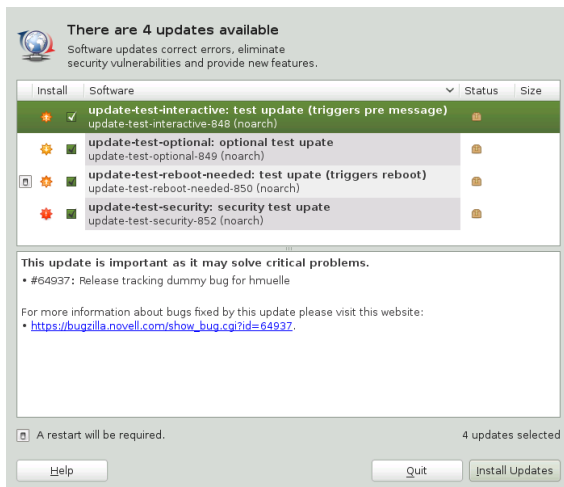 There are 4 updates available
Software updates correct errors, eliminate
security vulnerabilities and provide new features.
Install Software Status Size
update-test-interactive: test update (triggers pre message)
update-test-interactive-848 (noarch)
update-test-optional: optional test upate
update-test-optional-849 (noarch)
update-test-reboot-needed: test upate (triggers reboot)
update-test-reboot-needed-850 (noarch)
update-test-security: security test upate
update-test-security-852 (noarch)
This update is important as it may solve critical problems.
• #64937: Release tracking dummy bug for hmuelle
For more information about bugs fixed by this update please visit this website:
• https://bugzilla.novell.com/show_bug.cgi?id=64937.
A restart will be required. 4 updates selected
Help Quit Install Updates